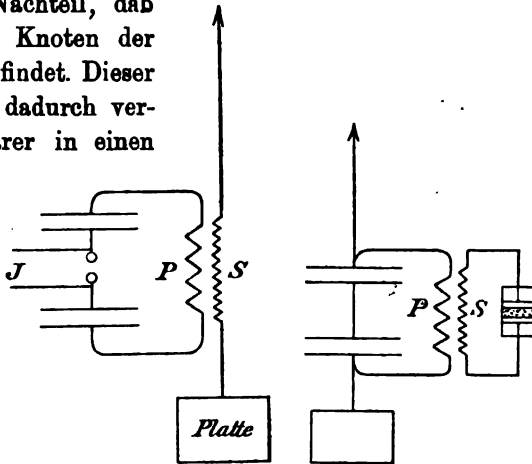 Nachteil, daß
Knoten der
findet. Dieser
dadurch ver-
rer in einen
J
P
S
P
S
Platte